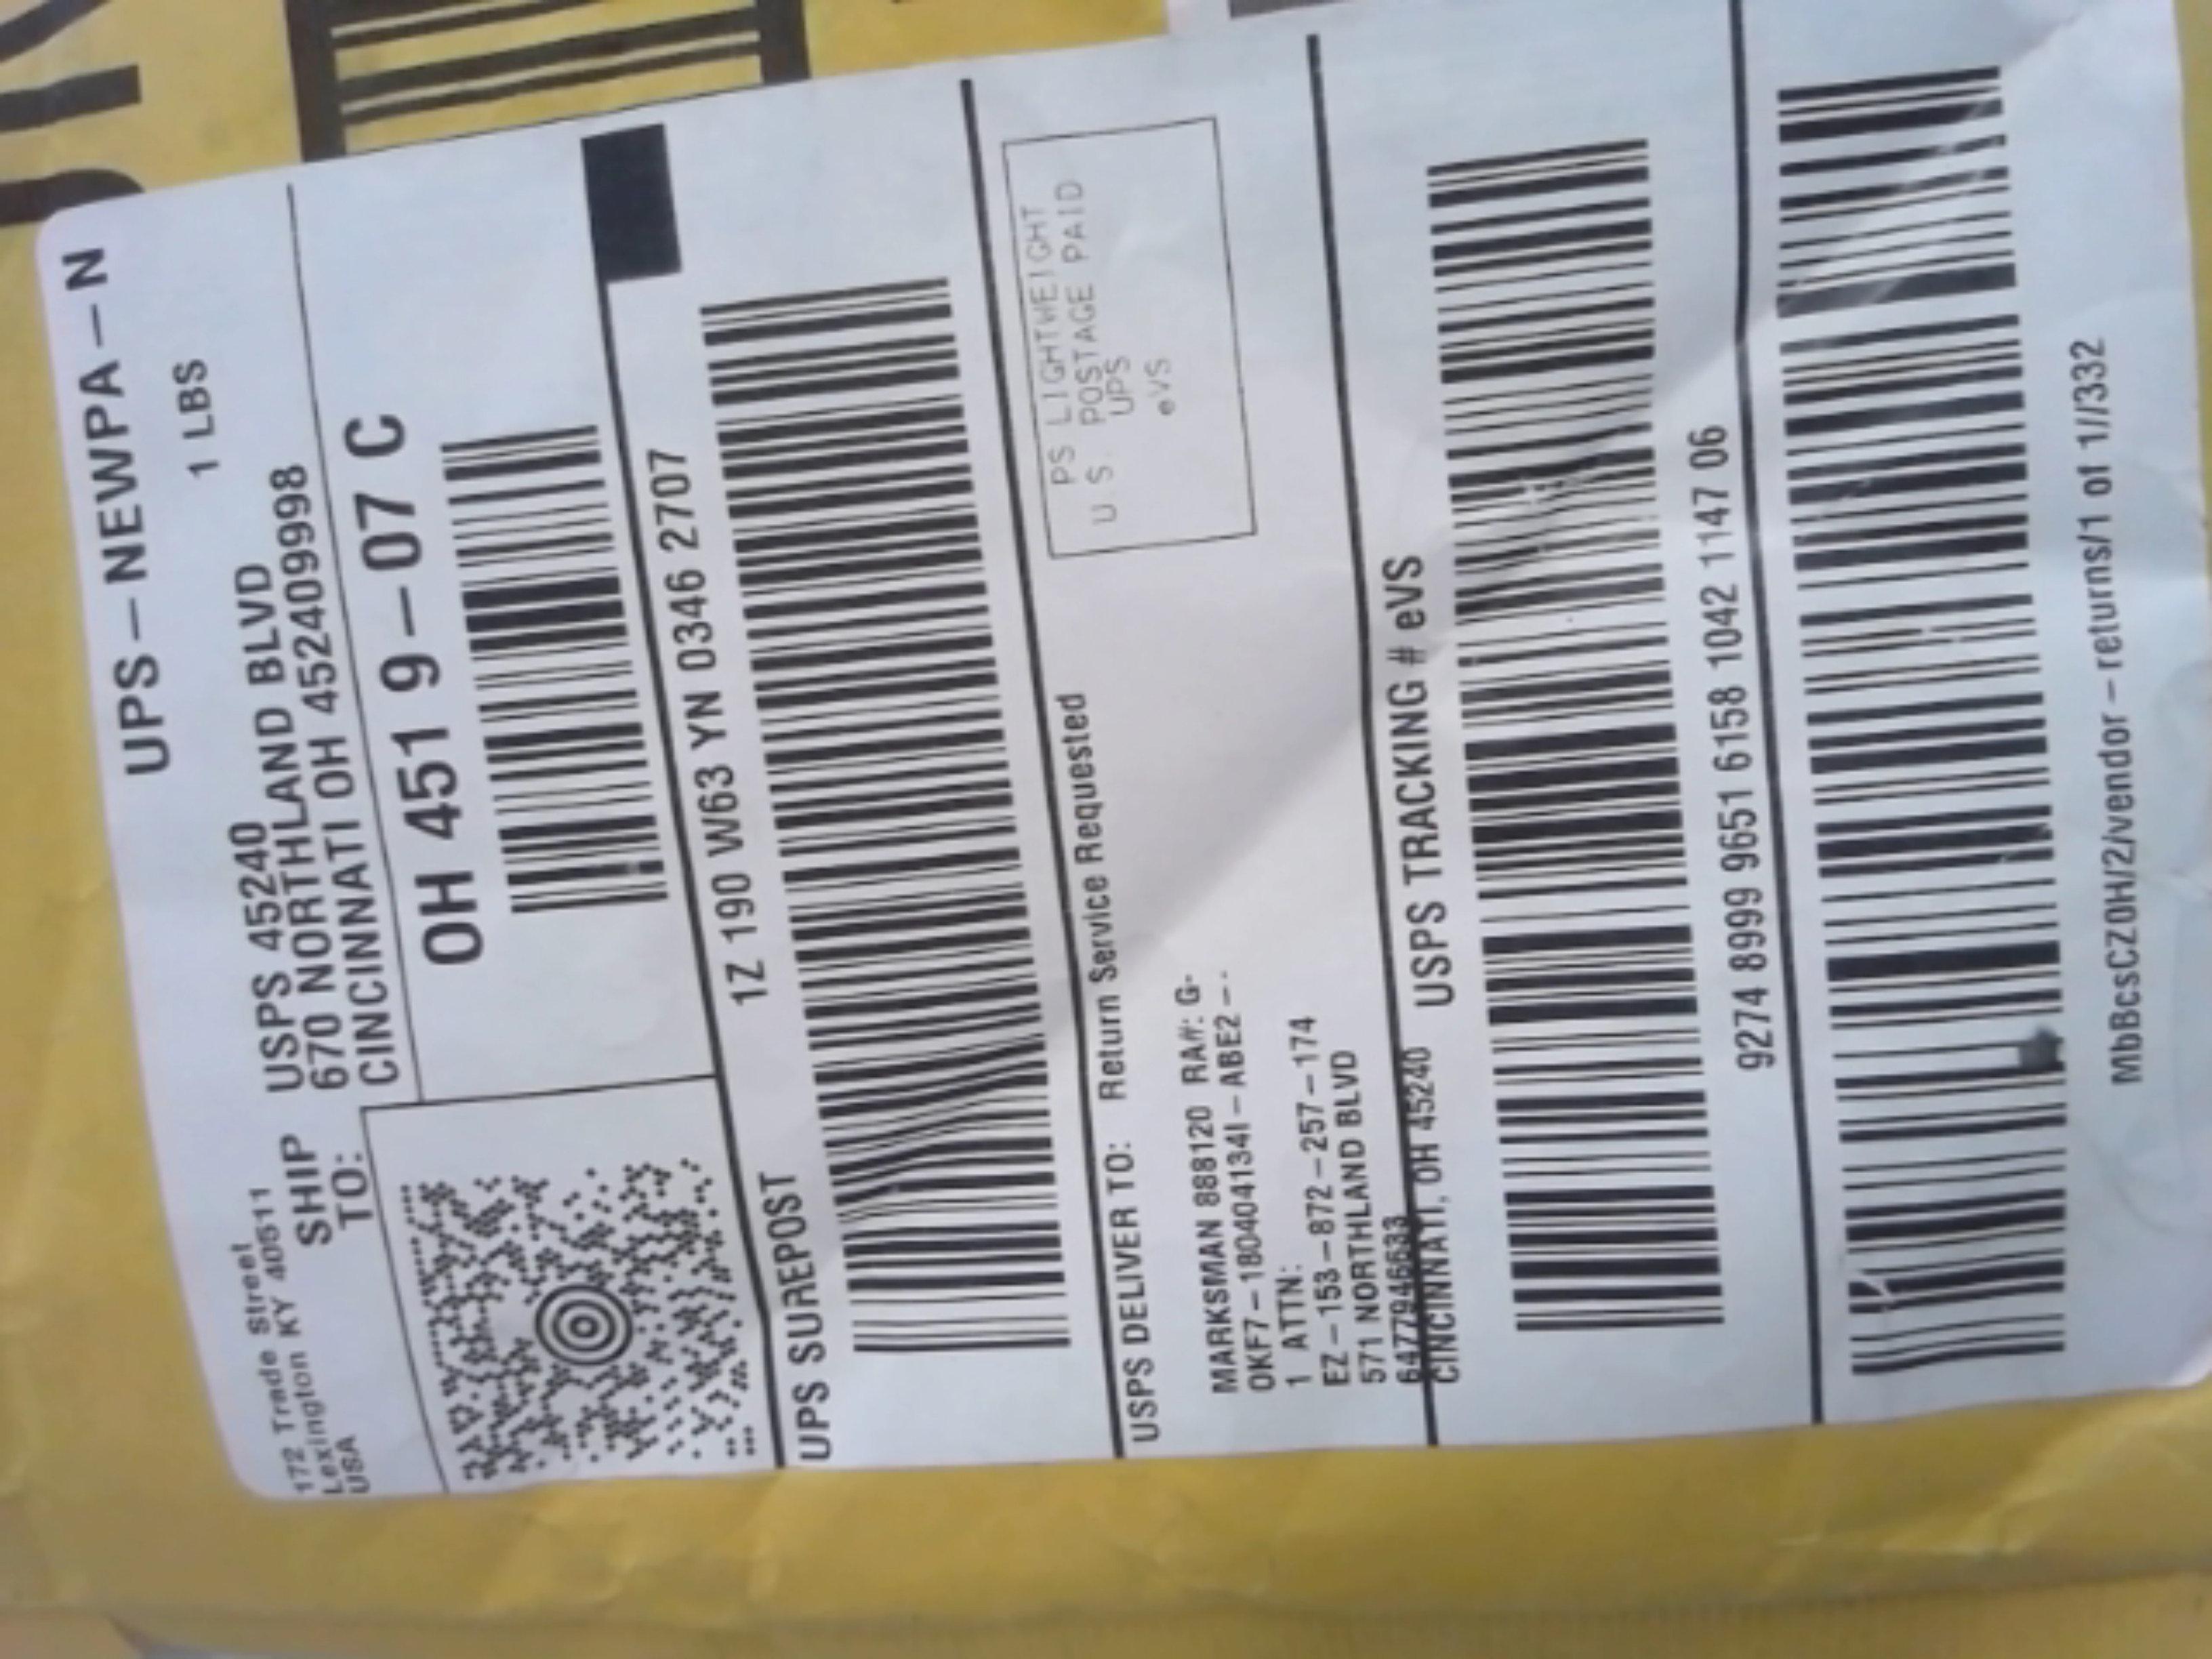 UPS-NEWPA-N
1 LBS
172 Trade Street
Lexington KY 40511
USA
SHIP
TO:
USPS 45240
670 NORTHLAND BLVD
CINCINNATI OH 452409998
OH 451 9-07 C
1Z 190 W63 YN 0346 2707
UPS SUREPOST
USPS DELIVER TO:
Return Service Requested
PS LIGHTWEIGHT
U.S. POSTAGE PAID
UPS
eVS
MARKSMAN 888120 RA#: G-
OKF7-1804041341-ABE2-.
1 ATTN:
EZ-153-872-257-174
571 NORTHLAND BLVD
6477946633
CINCINNATI, OH 45240
USPS TRACKING # eVS
9274 8999 9651 6158 1042 1147 06
MbBcsCZ0H/2/vendor-returns/1 of 1//332